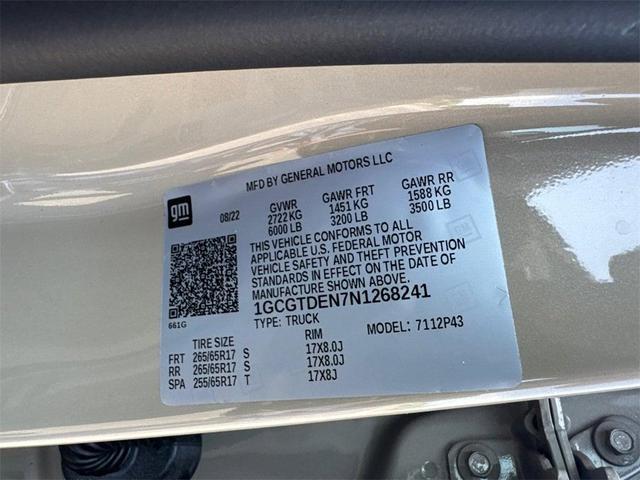 MFD BY GENERAL MOTORS LLC
gm
08/22 GVWR GAWR FRT GAWR RR
2722 KG 1451 KG 1588 KG
6000 LB 3200 LB 3500 LB
THIS VEHICLE CONFORMS TO ALL
APPLICABLE U.S. FEDERAL MOTOR
VEHICLE SAFETY AND THEFT PREVENTION
STANDARDS IN EFFECT ON THE DATE OF
MANUFACTURE SHOWN ABOVE.
1GCGTDEN7N1268241
661G
TYPE: TRUCK MODEL: 7112P43
TIRE SIZE RIM
FRT 265/65R17 S 17X8.0J
RR 265/65R17 S 17X8.0J
SPA 255/65R17 T 17X8J